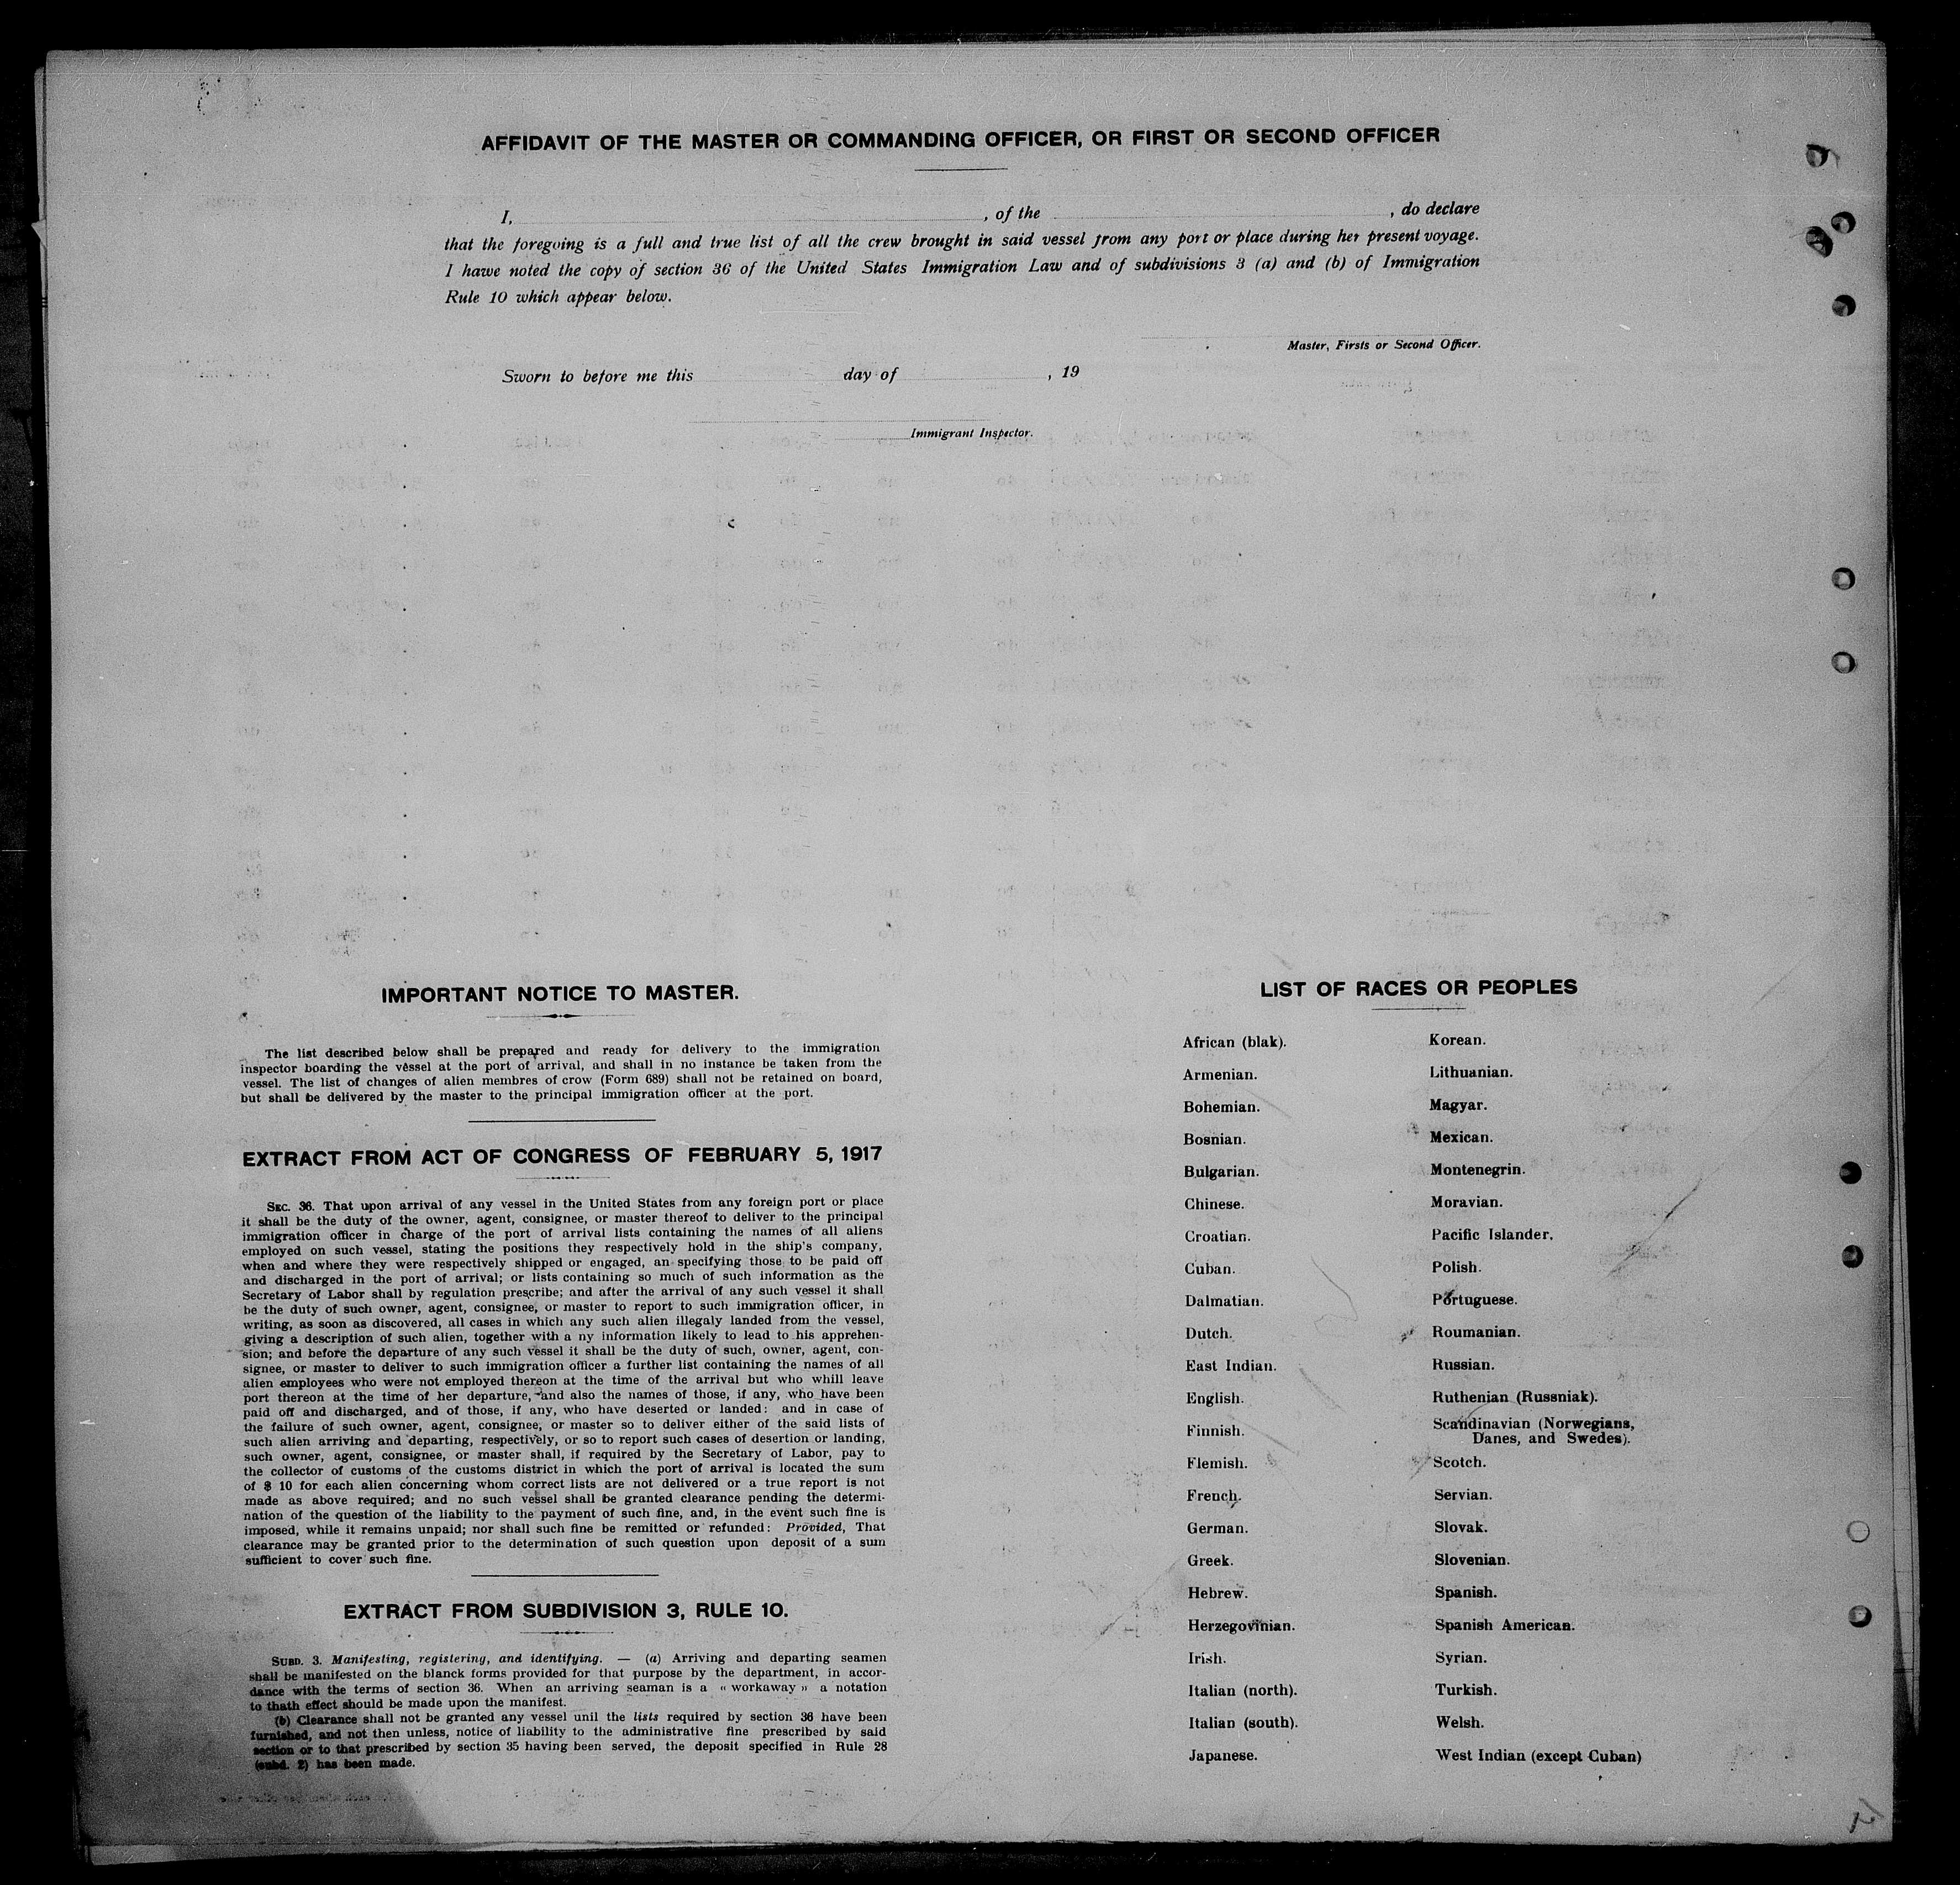 AFFIDAVIT OF THE MASTER OR COMMANDING OFFICER, OR FIRST OR SECOND OFFICER
I, , of the , do declare
that the foregoing is a full and true list of all the crew brought in said vessel from any port or place during her present voyage.
I hawe noted the copy of section 36 of the United States Immigration Law and of subdivisions 3 (a) and (b) of Immigration
Rule 10 which appear below.
Master, Firsts or Second Officer.
Sworn to before me this day of , 19
Immigrant Inspector.
IMPORTANT NOTICE TO MASTER.
The list described below shall be prepared and ready for delivery to the immigration
inspector boarding the vessel at the port of arrival, and shall in no instance be taken from the
vessel. The list of changes of alien membres of crow (Form 689) shall not be retained on board,
but shall be delivered by the master to the principal immigration officer at the port.
EXTRACT FROM ACT OF CONGRESS OF FEBRUARY 5, 1917
SEC. 36. That upon arrival of any vessel in the United States from any foreign port or place
it shall be the duty of the owner, agent, consignee, or master thereof to deliver to the principal
immigration officer in charge of the port of arrival lists containing the names of all aliens
employed on such vessel, stating the positions they respectively hold in the ship's company,
when and where they were respectively shipped or engaged, an specifying those to be paid off
and discharged in the port of arrival; or lists containing so much of such information as the
Secretary of Labor shall by regulation prescribe; and after the arrival of any such vessel it shall
be the duty of such owner, agent, consignee, or master to report to such immigration officer, in
writing, as soon as discovered, all cases in which any such alien illegaly landed from the vessel,
giving a description of such alien, together with a ny information likely to lead to his apprehen-
sion; and before the departure of any such vessel it shall be the duty of such, owner, agent, con-
signee, or master to deliver to such immigration officer a further list containing the names of all
alien employees who were not employed thereon at the time of the arrival but who whill leave
port thereon at the time of her departure, and also the names of those, if any, who have been
paid off and discharged, and of those, if any, who have deserted or landed: and in case of
the failure of such owner, agent, consignee, or master so to deliver either of the said lists of
such alien arriving and departing, respectively, or so to report such cases of desertion or landing,
such owner, agent, consignee, or master shall, if required by the Secretary of Labor, pay to
the collector of customs of the customs district in which the port of arrival is located the sum
of $ 10 for each alien concerning whom correct lists are not delivered or a true report is not
made as above required; and no such vessel shall be granted clearance pending the determi-
nation of the question of the liability to the payment of such fine, and, in the event such fine is
imposed, while it remains unpaid; nor shall such fine be remitted or refunded: Provided, That
clearance may be granted prior to the determination of such question upon deposit of a sum
sufficient to cover such fine.
EXTRACT FROM SUBDIVISION 3, RULE 10.
SUBD. 3. Manifesting, registering, and identifying. — (a) Arriving and departing seamen
shall be manifested on the blanck forms provided for that purpose by the department, in accor-
dance with the terms of section 36. When an arriving seaman is a « workaway » a notation
to thath effect should be made upon the manifest.
(b) Clearance shall not be granted any vessel unil the lists required by section 36 have been
furnished, and not then unless, notice of liability to the administrative fine prescribed by said
section or to that prescribed by section 35 having been served, the deposit specified in Rule 28
(subd. 2) has been made.
LIST OF RACES OR PEOPLES
African (blak).
Armenian.
Bohemian.
Bosnian.
Bulgarian.
Chinese.
Croatian.
Cuban.
Dalmatian.
Dutch.
East Indian.
English.
Finnish.
Flemish.
French.
German.
Greek.
Hebrew.
Herzegovinian.
Irish.
Italian (north).
Italian (south).
Japanese.
Korean.
Lithuanian.
Magyar.
Mexican.
Montenegrin.
Moravian.
Pacific Islander.
Polish.
Portuguese.
Roumanian.
Russian.
Ruthenian (Russniak).
Scandinavian (Norwegians,
Danes, and Swedes).
Scotch.
Servian.
Slovak.
Slovenian.
Spanish.
Spanish American.
Syrian.
Turkish.
Welsh.
West Indian (except Cuban)